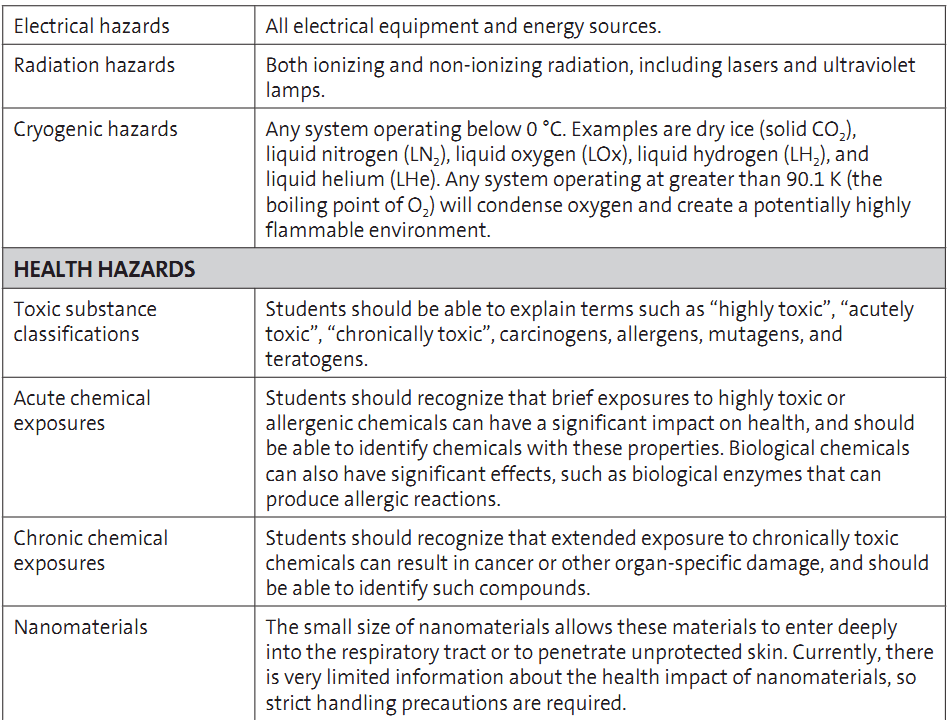 Electrical hazards
All electrical equipment and energy sources.
Radiation hazards
Both ionizing and non-ionizing radiation, including lasers and ultraviolet
lamps.
Cryogenic hazards
Any system operating below 0 °C. Examples are dry ice (solid CO₂),
liquid nitrogen (LN₂), liquid oxygen (LOx), liquid hydrogen (LH₂), and
liquid helium (LHe). Any system operating at greater than 90.1 K (the
boiling point of O₂) will condense oxygen and create a potentially highly
flammable environment.
HEALTH HAZARDS
Toxic substance
classifications
Students should be able to explain terms such as “highly toxic”, “acutely
toxic”, “chronically toxic”, carcinogens, allergens, mutagens, and
teratogens.
Acute chemical
exposures
Students should recognize that brief exposures to highly toxic or
allergenic chemicals can have a significant impact on health, and should
be able to identify chemicals with these properties. Biological chemicals
can also have significant effects, such as biological enzymes that can
produce allergic reactions.
Chronic chemical
exposures
Students should recognize that extended exposure to chronically toxic
chemicals can result in cancer or other organ-specific damage, and should
be able to identify such compounds.
Nanomaterials
The small size of nanomaterials allows these materials to enter deeply
into the respiratory tract or to penetrate unprotected skin. Currently, there
is very limited information about the health impact of nanomaterials, so
strict handling precautions are required.